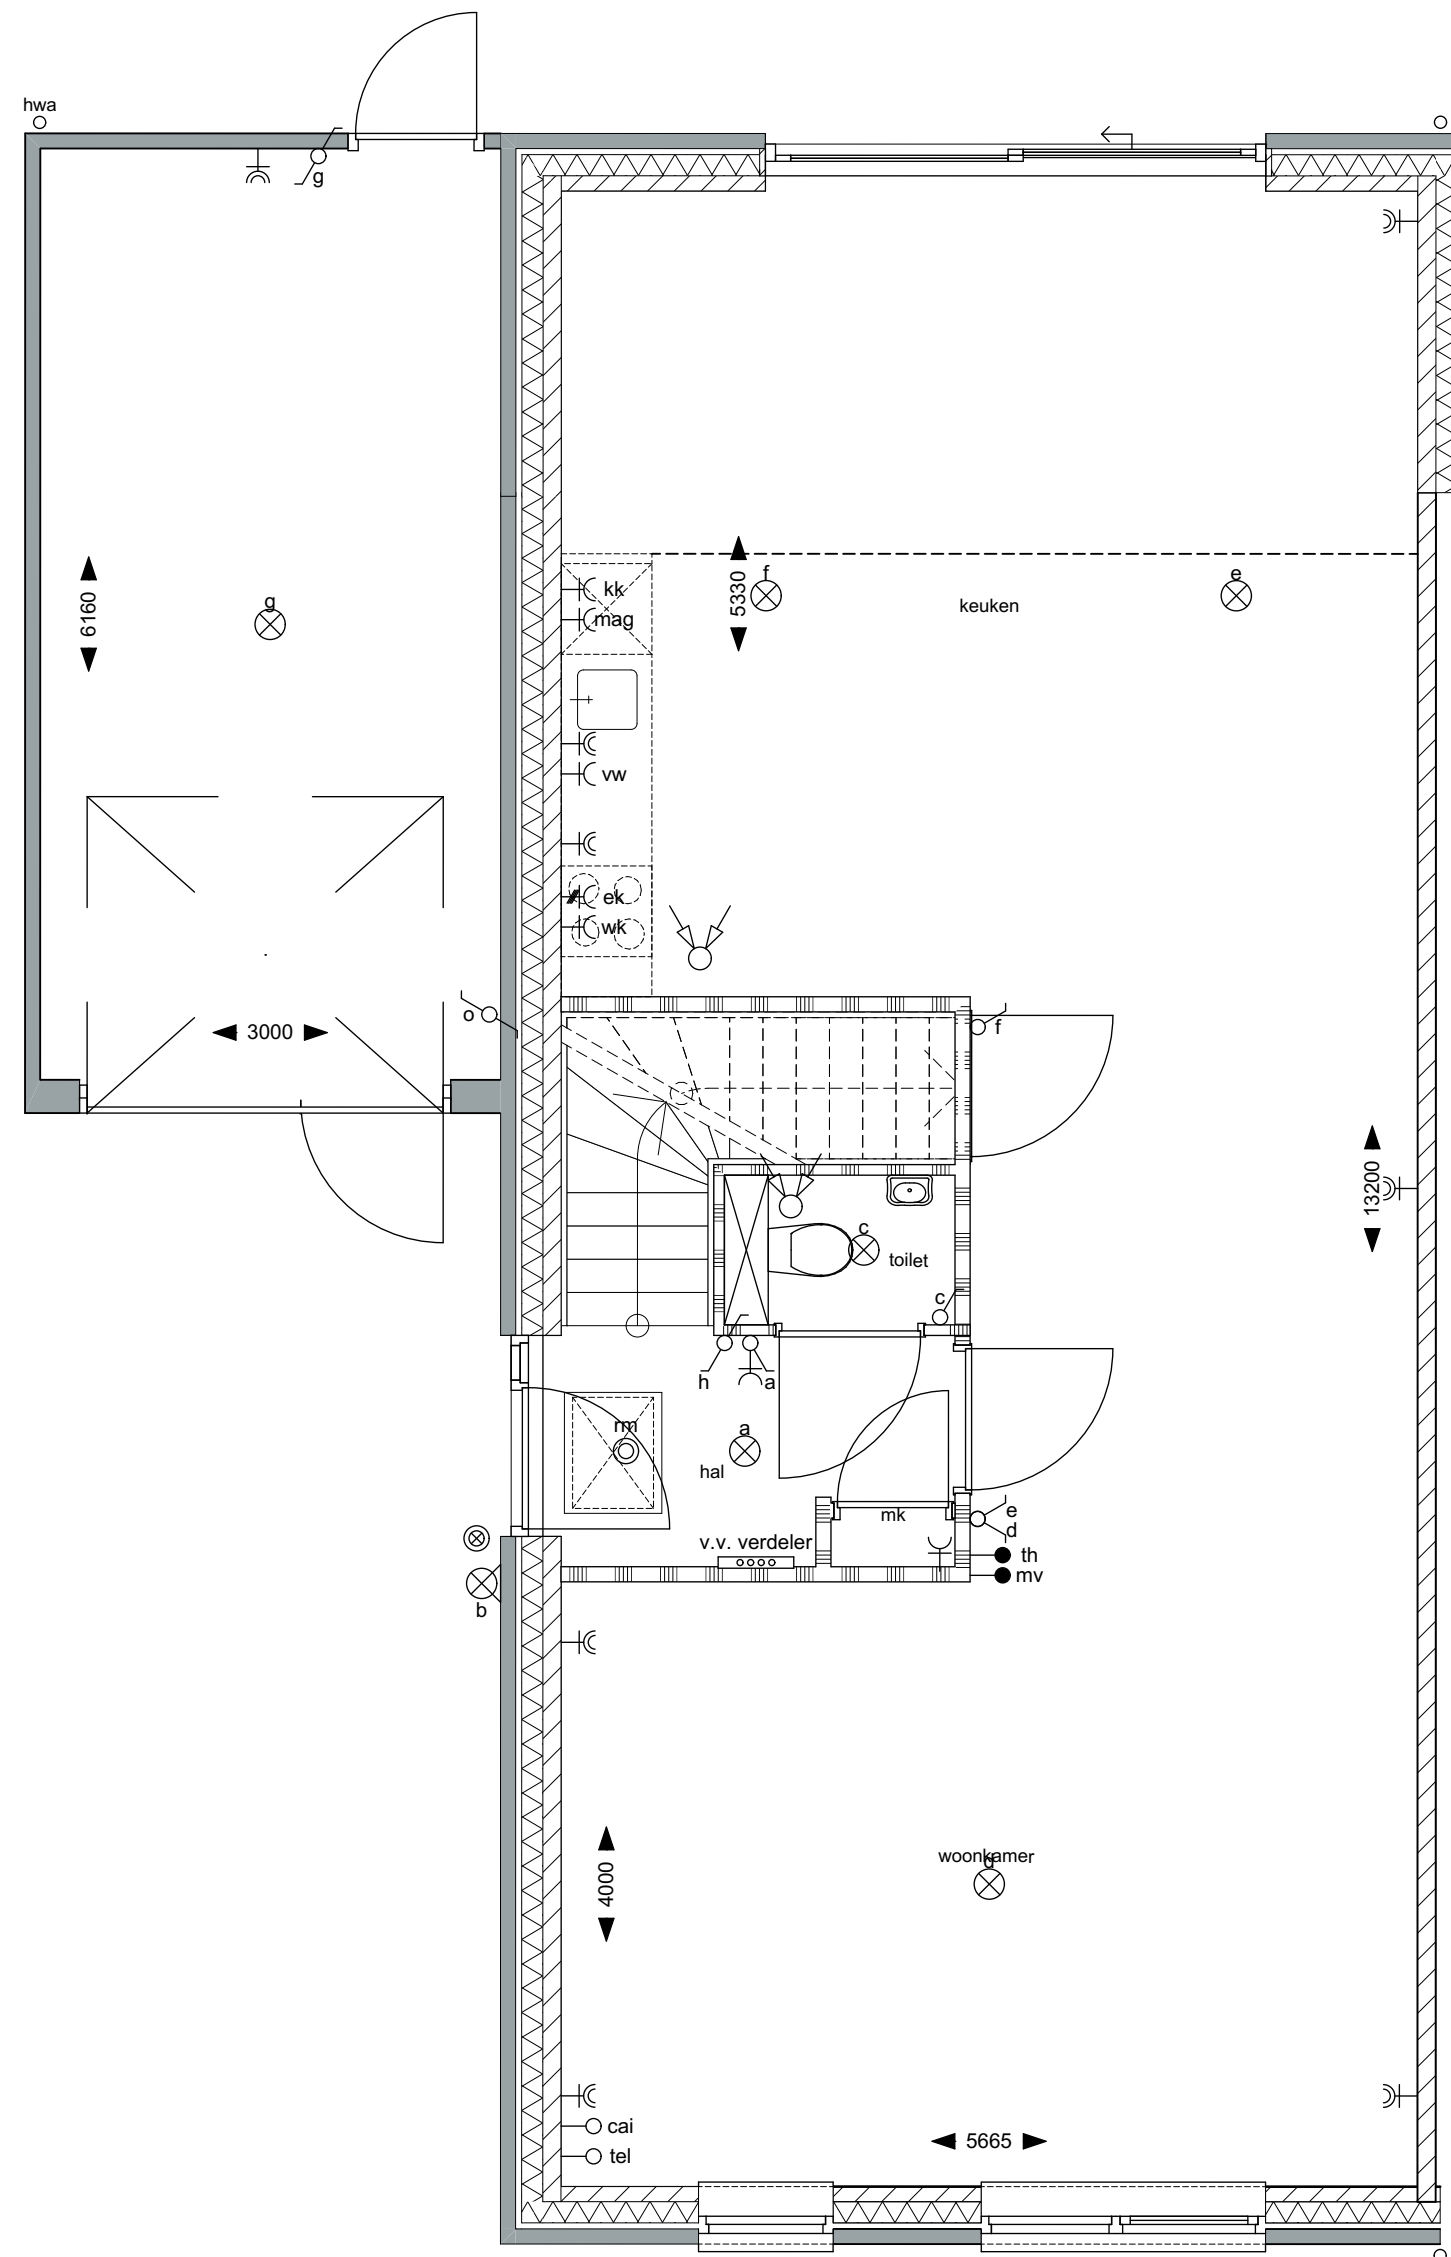 hwa
g
kk
mag
f
e
keuken
5330
g
6160
vw
ek
wk
o
3000
f
13200
c
toilet
c
h
a
rm
a
hal
mk
e
d
v.v. verdeler
th
mv
b
woonkamer
d
4000
cai
tel
5665